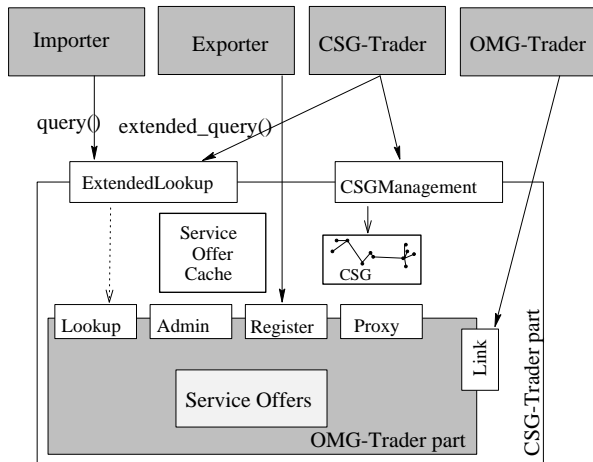 Importer
Exporter
CSG-Trader
OMG-Trader
query()
extended_query()
ExtendedLookup
CSGManagement
Service
Offer
Cache
CSG
Lookup
Admin
Register
Proxy
Link
Service Offers
OMG-Trader part
CSG-Trader part